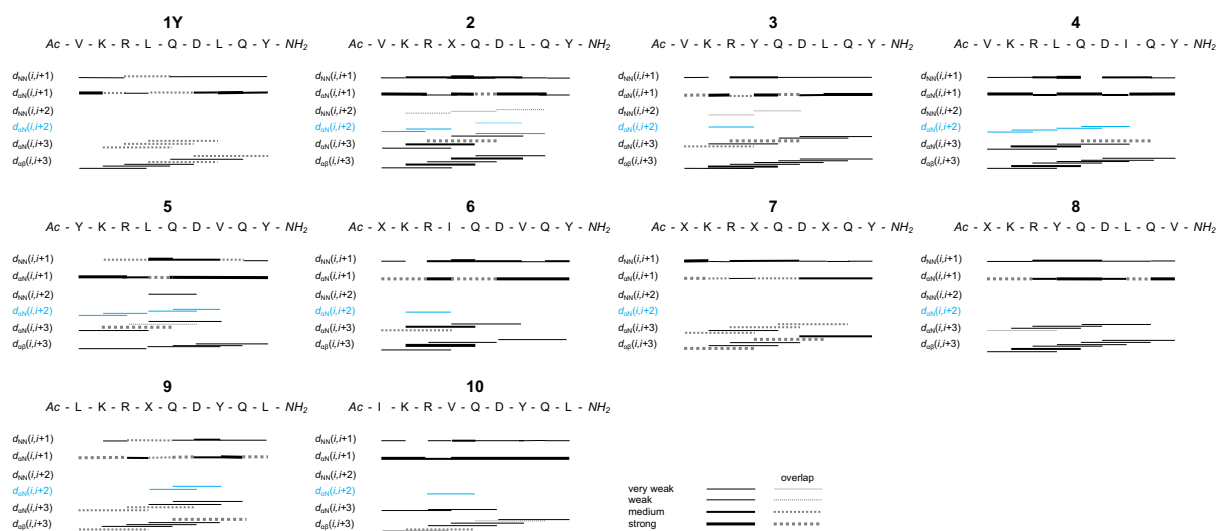 1Y
Ac - V - K - R - L - Q - D - L - Q - Y - NH2
dNN(i,i+1)
dαN(i,i+1)
dNN(i,i+2)
dαN(i,i+2)
dαN(i,i+3)
dαβ(i,i+3)
2
Ac - V - K - R - X - Q - D - L - Q - Y - NH2
dNN(i,i+1)
dαN(i,i+1)
dNN(i,i+2)
dαN(i,i+2)
dαN(i,i+3)
dαβ(i,i+3)
3
Ac - V - K - R - Y - Q - D - L - Q - Y - NH2
dNN(i,i+1)
dαN(i,i+1)
dNN(i,i+2)
dαN(i,i+2)
dαN(i,i+3)
dαβ(i,i+3)
4
Ac - V - K - R - L - Q - D - I - Q - Y - NH2
dNN(i,i+1)
dαN(i,i+1)
dNN(i,i+2)
dαN(i,i+2)
dαN(i,i+3)
dαβ(i,i+3)
5
Ac - Y - K - R - L - Q - D - V - Q - Y - NH2
dNN(i,i+1)
dαN(i,i+1)
dNN(i,i+2)
dαN(i,i+2)
dαN(i,i+3)
dαβ(i,i+3)
6
Ac - X - K - R - I - Q - D - Y - Q - Y - NH2
dNN(i,i+1)
dαN(i,i+1)
dNN(i,i+2)
dαN(i,i+2)
dαN(i,i+3)
dαβ(i,i+3)
7
Ac - X - K - R - X - Q - D - X - Q - Y - NH2
dNN(i,i+1)
dαN(i,i+1)
dNN(i,i+2)
dαN(i,i+2)
dαN(i,i+3)
dαβ(i,i+3)
8
Ac - X - K - R - Y - Q - D - L - Q - V - NH2
dNN(i,i+1)
dαN(i,i+1)
dNN(i,i+2)
dαN(i,i+2)
dαN(i,i+3)
dαβ(i,i+3)
9
Ac - L - K - R - X - Q - D - Y - Q - L - NH2
dNN(i,i+1)
dαN(i,i+1)
dNN(i,i+2)
dαN(i,i+2)
dαN(i,i+3)
dαβ(i,i+3)
10
Ac - I - K - R - V - Q - D - Y - Q - L - NH2
dNN(i,i+1)
dαN(i,i+1)
dNN(i,i+2)
dαN(i,i+2)
dαN(i,i+3)
dαβ(i,i+3)
overlap
very weak
weak
medium
strong